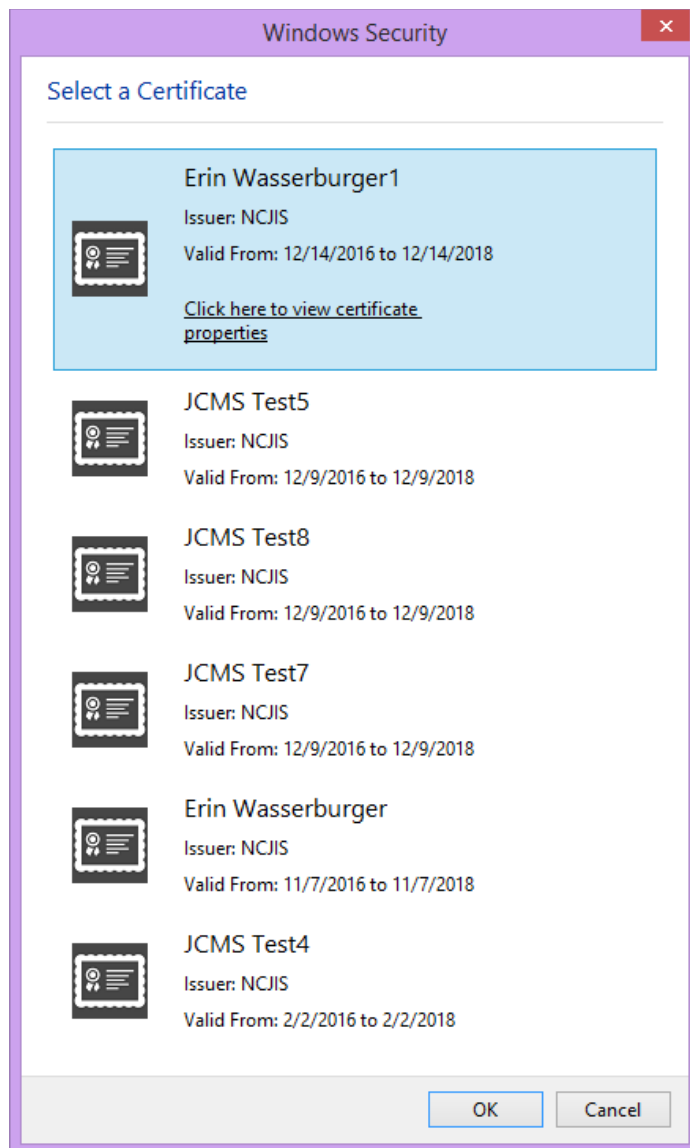 Windows Security
Select a Certificate
Erin Wasserburger1
Issuer: NCJIS
Valid From: 12/14/2016 to 12/14/2018
Click here to view certificate
properties
JCMS Test5
Issuer: NCJIS
Valid From: 12/9/2016 to 12/9/2018
JCMS Test8
Issuer: NCJIS
Valid From: 12/9/2016 to 12/9/2018
JCMS Test7
Issuer: NCJIS
Valid From: 12/9/2016 to 12/9/2018
Erin Wasserburger
Issuer: NCJIS
Valid From: 11/7/2016 to 11/7/2018
JCMS Test4
Issuer: NCJIS
Valid From: 2/2/2016 to 2/2/2018
OK Cancel